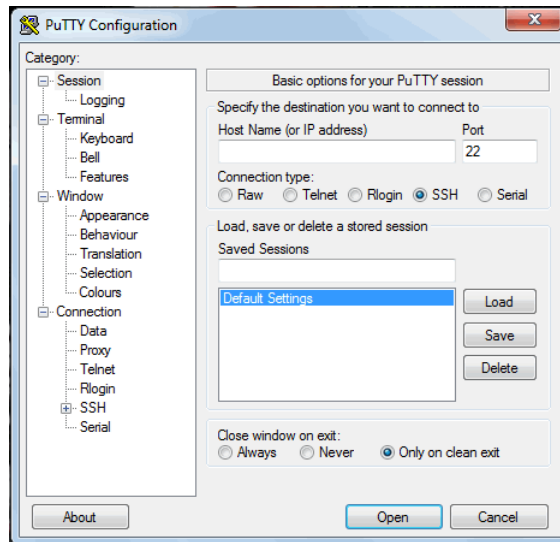 PuTTY Configuration
X
Category:
Session
Logging
Terminal
Keyboard
Bell
Features
Window
Appearance
Behaviour
Translation
Selection
Colours
Connection
Data
Proxy
Telnet
Rlogin
SSH
Serial
Basic options for your PuTTY session
Specify the destination you want to connect to
Host Name (or IP address) Port
22
Connection type:
Raw Telnet Rlogin SSH Serial
Load, save or delete a stored session
Saved Sessions
Default Settings
Load
Save
Delete
Close window on exit:
Always Never Only on clean exit
About Open Cancel